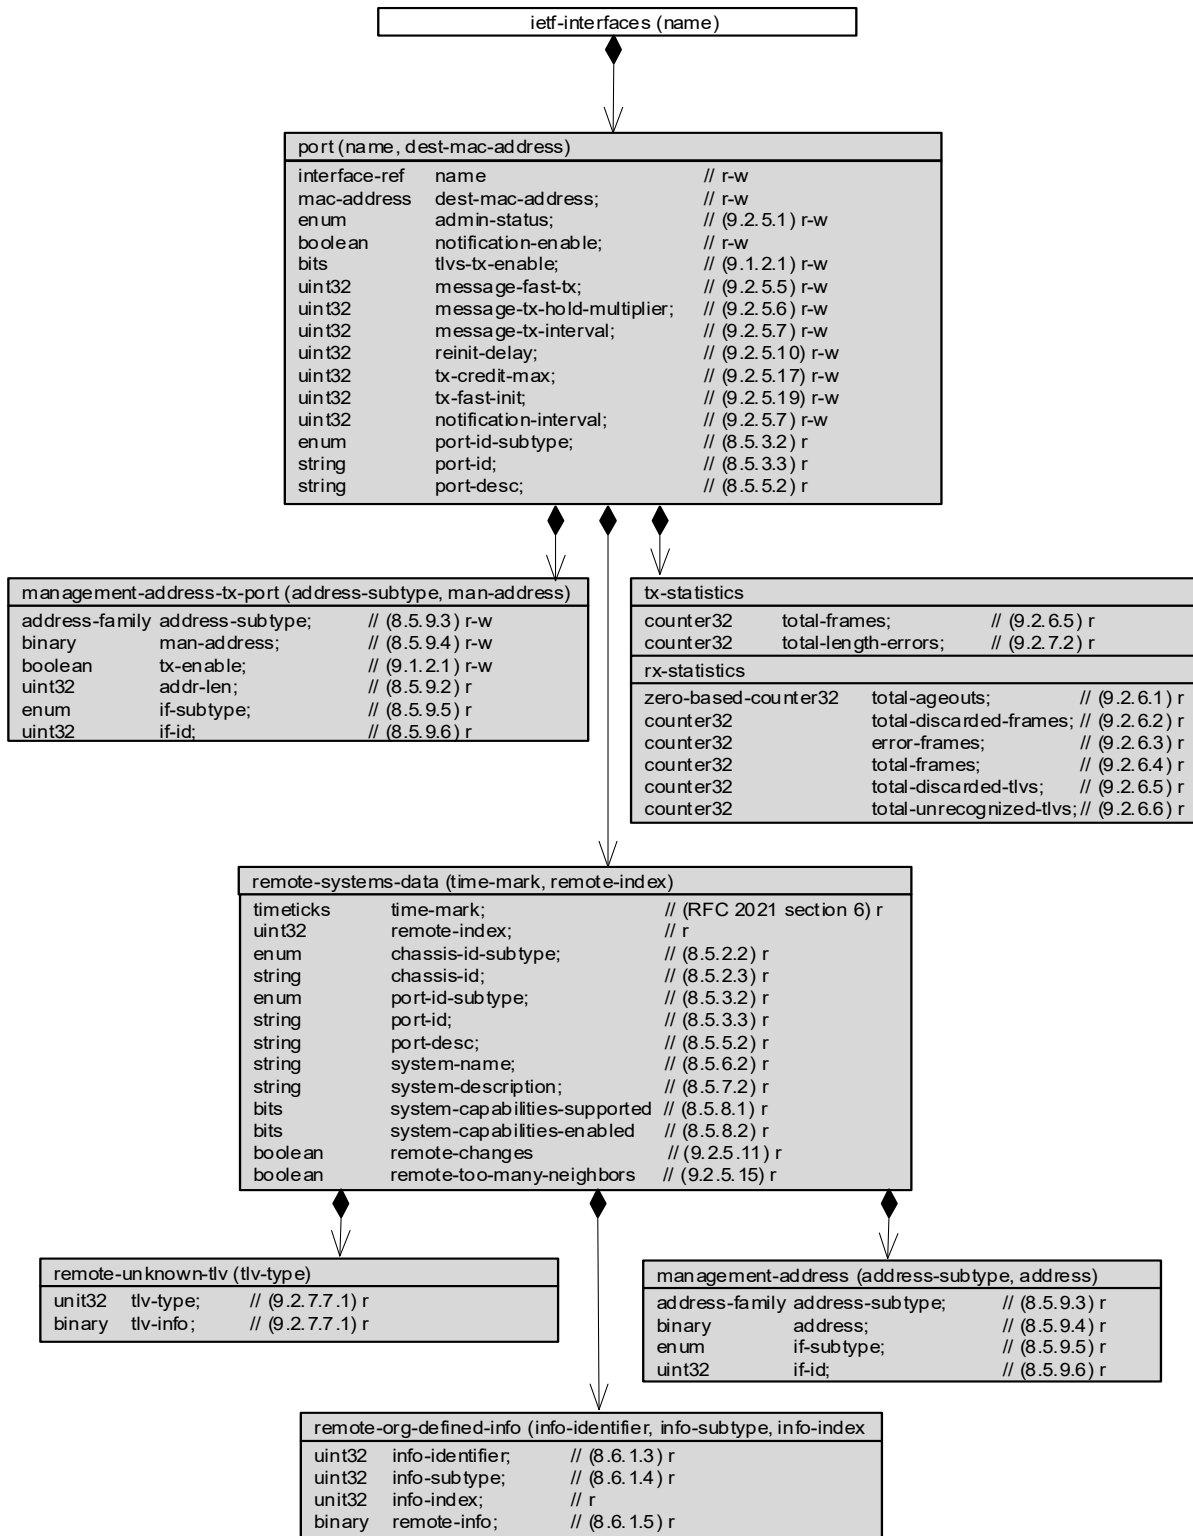 ietf-interfaces (name)
port (name, dest-mac-address)
interface-ref name // r-w
mac-address dest-mac-address; // r-w
enum admin-status; // (9.2.5.1) r-w
boolean notification-enable; // r-w
bits tlvs-tx-enable; // (9.1.2.1) r-w
uint32 message-fast-tx; // (9.2.5.5) r-w
uint32 message-tx-hold-multiplier; // (9.2.5.6) r-w
uint32 message-tx-interval; // (9.2.5.7) r-w
uint32 reinit-delay; // (9.2.5.10) r-w
uint32 tx-credit-max; // (9.2.5.17) r-w
uint32 tx-fast-init; // (9.2.5.19) r-w
uint32 notification-interval; // (9.2.5.7) r-w
enum port-id-subtype; // (8.5.3.2) r
string port-id; // (8.5.3.3) r
string port-desc; // (8.5.5.2) r
management-address-tx-port (address-subtype, man-address)
address-family address-subtype; // (8.5.9.3) r-w
binary man-address; // (8.5.9.4) r-w
boolean tx-enable; // (9.1.2.1) r-w
uint32 addr-len; // (8.5.9.2) r
enum if-subtype; // (8.5.9.5) r
uint32 if-id; // (8.5.9.6) r
tx-statistics
counter32 total-frames; // (9.2.6.5) r
counter32 total-length-errors; // (9.2.7.2) r
rx-statistics
zero-based-counter32 total-ageouts; // (9.2.6.1) r
counter32 total-discarded-frames; // (9.2.6.2) r
counter32 error-frames; // (9.2.6.3) r
counter32 total-frames; // (9.2.6.4) r
counter32 total-discarded-tlvs; // (9.2.6.5) r
counter32 total-unrecognized-tlvs; // (9.2.6.6) r
remote-systems-data (time-mark, remote-index)
timeticks time-mark; // (RFC 2021 section 6) r
uint32 remote-index; // r
enum chassis-id-subtype; // (8.5.2.2) r
string chassis-id; // (8.5.2.3) r
enum port-id-subtype; // (8.5.3.2) r
string port-id; // (8.5.3.3) r
string port-desc; // (8.5.5.2) r
string system-name; // (8.5.6.2) r
string system-description; // (8.5.7.2) r
bits system-capabilities-supported // (8.5.8.1) r
bits system-capabilities-enabled // (8.5.8.2) r
boolean remote-changes // (9.2.5.11) r
boolean remote-too-many-neighbors // (9.2.5.15) r
remote-unknown-tlv (tlv-type)
unit32 tlv-type; // (9.2.7.7.1) r
binary tlv-info; // (9.2.7.7.1) r
management-address (address-subtype, address)
address-family address-subtype; // (8.5.9.3) r
binary address; // (8.5.9.4) r
enum if-subtype; // (8.5.9.5) r
uint32 if-id; // (8.5.9.6) r
remote-org-defined-info (info-identifier, info-subtype, info-index
uint32 info-identifier; // (8.6.1.3) r
uint32 info-subtype; // (8.6.1.4) r
unit32 info-index; // r
binary remote-info; // (8.6.1.5) r